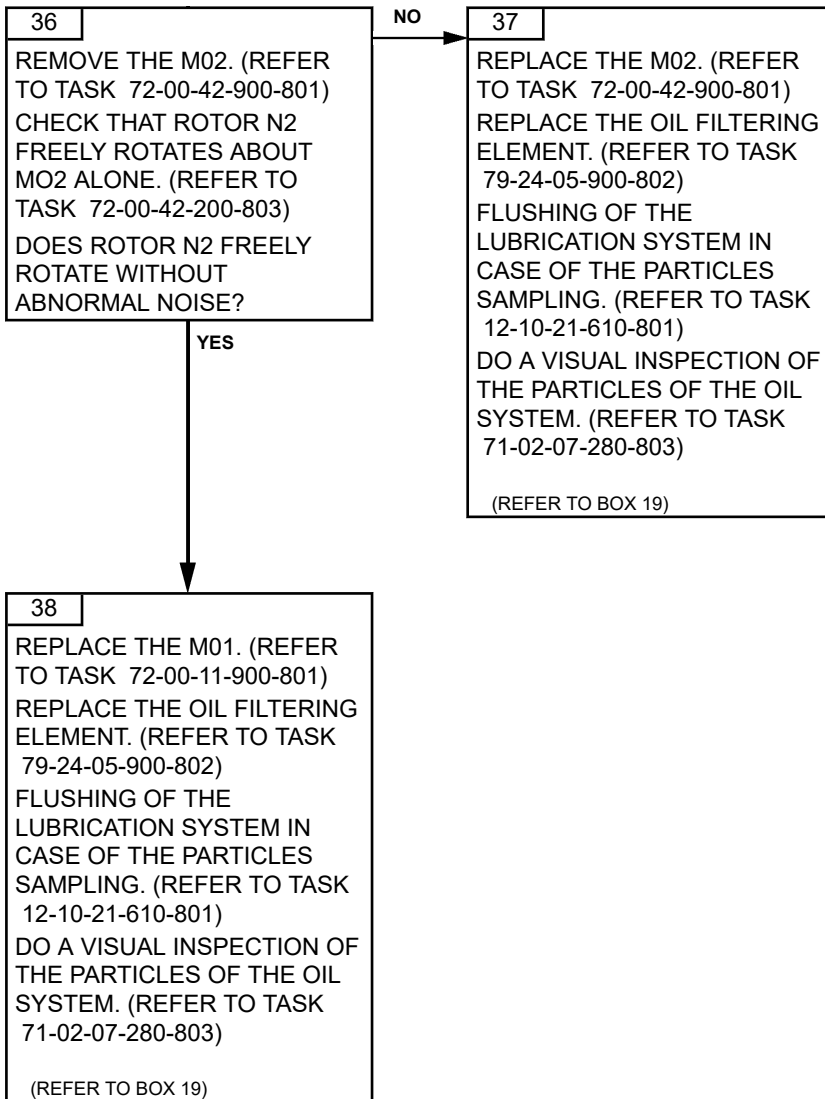 36
REMOVE THE M02. (REFER
TO TASK 72-00-42-900-801)
CHECK THAT ROTOR N2
FREELY ROTATES ABOUT
MO2 ALONE. (REFER TO
TASK 72-00-42-200-803)
DOES ROTOR N2 FREELY
ROTATE WITHOUT
ABNORMAL NOISE?
NO
37
REPLACE THE M02. (REFER
TO TASK 72-00-42-900-801)
REPLACE THE OIL FILTERING
ELEMENT. (REFER TO TASK
79-24-05-900-802)
FLUSHING OF THE
LUBRICATION SYSTEM IN
CASE OF THE PARTICLES
SAMPLING. (REFER TO TASK
12-10-21-610-801)
DO A VISUAL INSPECTION OF
THE PARTICLES OF THE OIL
SYSTEM. (REFER TO TASK
71-02-07-280-803)
(REFER TO BOX 19)
YES
38
REPLACE THE M01. (REFER
TO TASK 72-00-11-900-801)
REPLACE THE OIL FILTERING
ELEMENT. (REFER TO TASK
79-24-05-900-802)
FLUSHING OF THE
LUBRICATION SYSTEM IN
CASE OF THE PARTICLES
SAMPLING. (REFER TO TASK
12-10-21-610-801)
DO A VISUAL INSPECTION OF
THE PARTICLES OF THE OIL
SYSTEM. (REFER TO TASK
71-02-07-280-803)
(REFER TO BOX 19)